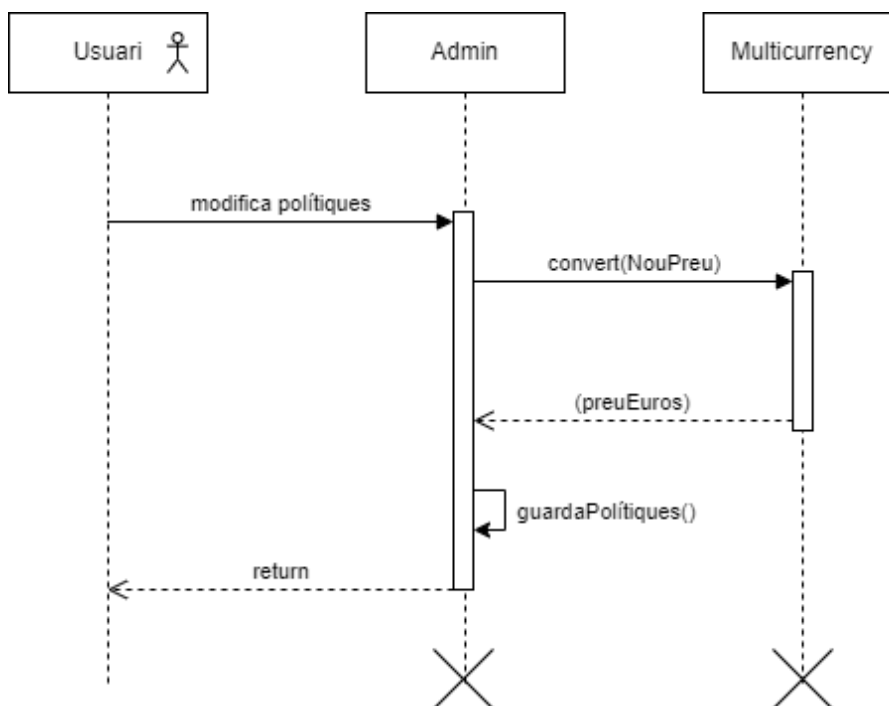 Usuari
Admin
Multicurrency
modifica polítiques
convert(NouPreu)
(preuEuros)
guardaPolítiques()
return